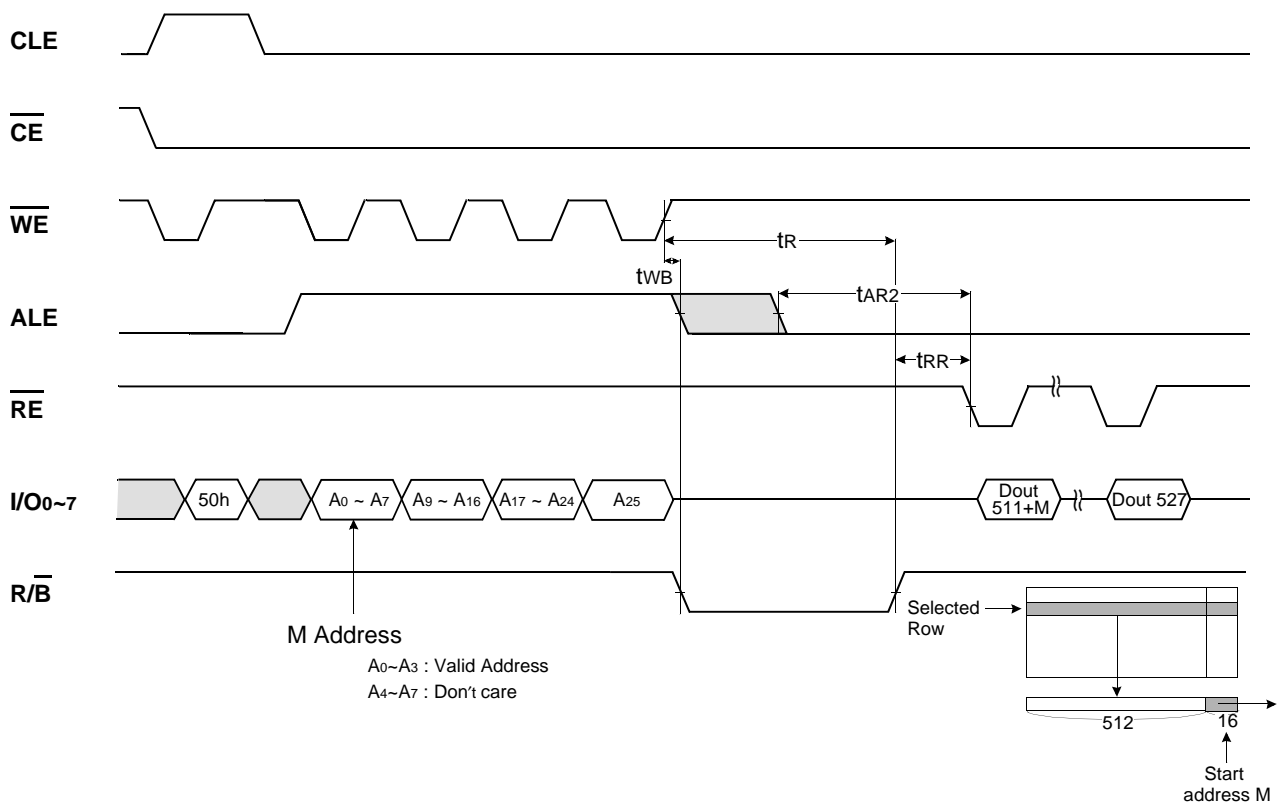 CLE
CE
WE
tR
tWB
tAR2
ALE
tRR
RE
I/O0~7
50h
A0 ~ A7
A9 ~ A16
A17 ~ A24
A25
Dout
511+M
Dout 527
R/B
Selected
Row
M Address
A0~A3 : Valid Address
A4~A7 : Don't care
512
16
Start
address M